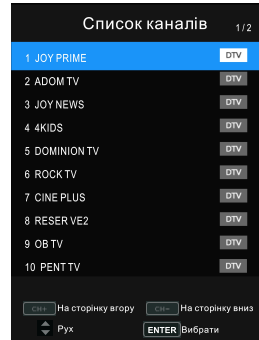 Список каналів 1/2
1 JOY PRIME DTV
2 ADOM TV DTV
3 JOY NEWS DTV
4 4KIDS DTV
5 DOMINION TV DTV
6 ROCK TV DTV
7 CINE PLUS DTV
8 RESER VE2 DTV
9 OB TV DTV
10 PENT TV DTV
CH+ На сторінку вгору CH- На сторінку вниз
Рух ENTER Вибрати